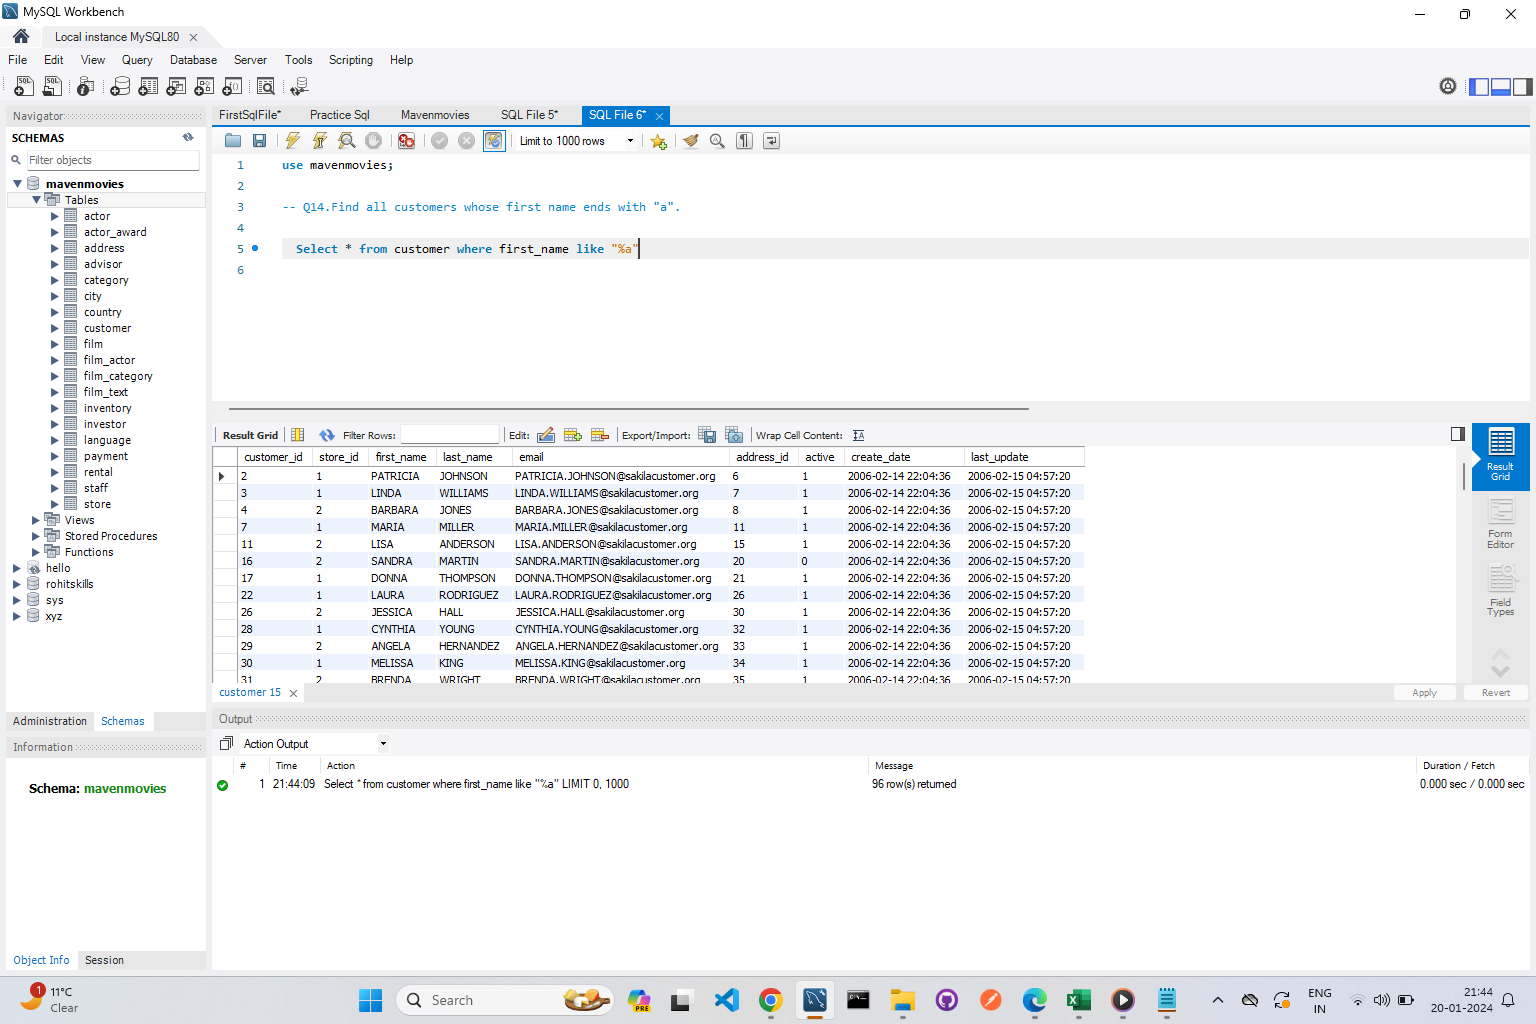 MySQL Workbench
Local instance MySQL80
File Edit View Query Database Server Tools Scripting Help
Navigator
SCHEMAS
Filter objects
mavenmovies
Tables
actor
actor_award
address
advisor
category
city
country
customer
film
film_actor
film_category
film_text
inventory
investor
language
payment
rental
staff
store
Views
Stored Procedures
Functions
hello
rohitskills
sys
xyz
Administration Schemas
Information
Schema: mavenmovies
Object Info Session
FirstSqlFile* Practice Sql Mavenmovies SQL File 5* SQL File 6*
Limit to 1000 rows
1 use mavenmovies;
2
3 -- Q14.Find all customers whose first name ends with "a".
4
5 Select * from customer where first_name like "%a"
6
Result Grid Filter Rows: Edit: Export/Import: Wrap Cell Content:
customer_id store_id first_name last_name email address_id active create_date last_update
2 1 PATRICIA JOHNSON PATRICIA.JOHNSON@sakilacustomer.org 6 1 2006-02-14 22:04:36 2006-02-15 04:57:20
3 1 LINDA WILLIAMS LINDA.WILLIAMS@sakilacustomer.org 7 1 2006-02-14 22:04:36 2006-02-15 04:57:20
4 2 BARBARA JONES BARBARA.JONES@sakilacustomer.org 8 1 2006-02-14 22:04:36 2006-02-15 04:57:20
7 1 MARIA MILLER MARIA.MILLER@sakilacustomer.org 11 1 2006-02-14 22:04:36 2006-02-15 04:57:20
11 2 LISA ANDERSON LISA.ANDERSON@sakilacustomer.org 15 1 2006-02-14 22:04:36 2006-02-15 04:57:20
16 2 SANDRA MARTIN SANDRA.MARTIN@sakilacustomer.org 20 0 2006-02-14 22:04:36 2006-02-15 04:57:20
17 1 DONNA THOMPSON DONNA.THOMPSON@sakilacustomer.org 21 1 2006-02-14 22:04:36 2006-02-15 04:57:20
22 1 LAURA RODRIGUEZ LAURA.RODRIGUEZ@sakilacustomer.org 26 1 2006-02-14 22:04:36 2006-02-15 04:57:20
26 2 JESSICA HALL JESSICA.HALL@sakilacustomer.org 30 1 2006-02-14 22:04:36 2006-02-15 04:57:20
28 1 CYNTHIA YOUNG CYNTHIA.YOUNG@sakilacustomer.org 32 1 2006-02-14 22:04:36 2006-02-15 04:57:20
29 2 ANGELA HERNANDEZ ANGELA.HERNANDEZ@sakilacustomer.org 33 1 2006-02-14 22:04:36 2006-02-15 04:57:20
30 1 MELISSA KING MELISSA.KING@sakilacustomer.org 34 1 2006-02-14 22:04:36 2006-02-15 04:57:20
31 2 BRENDA WRIGHT BRENDA.WRIGHT@sakilacustomer.org 35 1 2006-02-14 22:04:36 2006-02-15 04:57:20
Result
Grid
Form
Editor
Field
Types
customer 15
Apply Revert
Output
Action Output
# Time Action Message Duration / Fetch
1 21:44:09 Select * from customer where first_name like "%a" LIMIT 0, 1000 96 row(s) returned 0.000 sec / 0.000 sec
1
11°C
Clear
Search
PRE
ENG
IN
21:44
20-01-2024